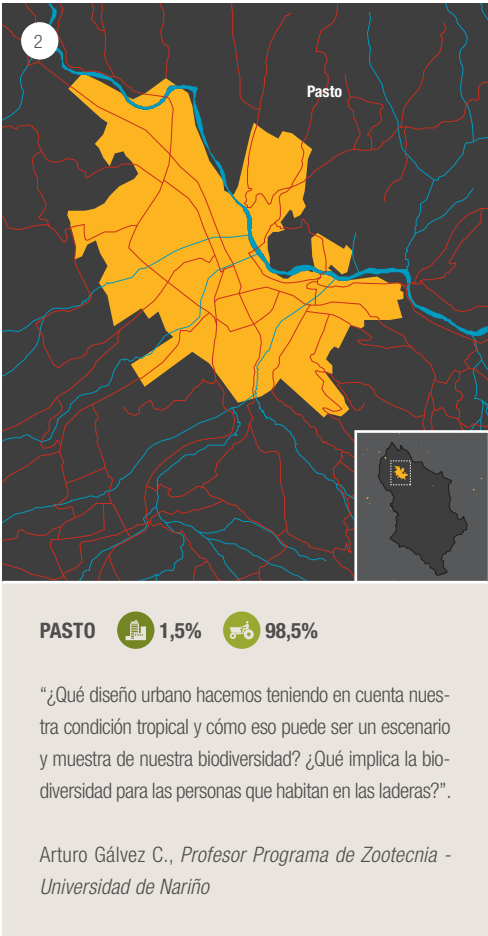 2
Pasto
PASTO 1,5% 98,5%
“¿Qué diseño urbano hacemos teniendo en cuenta nues-
tra condición tropical y cómo eso puede ser un escenario
y muestra de nuestra biodiversidad? ¿Qué implica la bio-
diversidad para las personas que habitan en las laderas?”.
Arturo Gálvez C., Profesor Programa de Zootecnia -
Universidad de Nariño